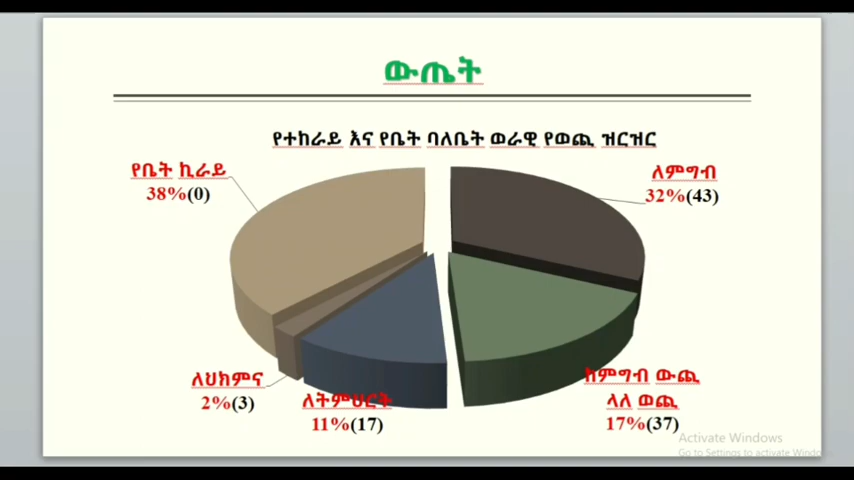 ውጤት
የተከራይ እና የቤት ባለቤት ወራዊ የወጪ ዝርዝር
የቤት ኪራይ
38%(0)
ለምግብ
32%(43)
ለህክምና
2%(3)
ለትምህርት
11%(17)
ከምግብ ውጪ
ላለ ወጪ
17%(37)
Activate Windows
Go to Settings to activate Windo